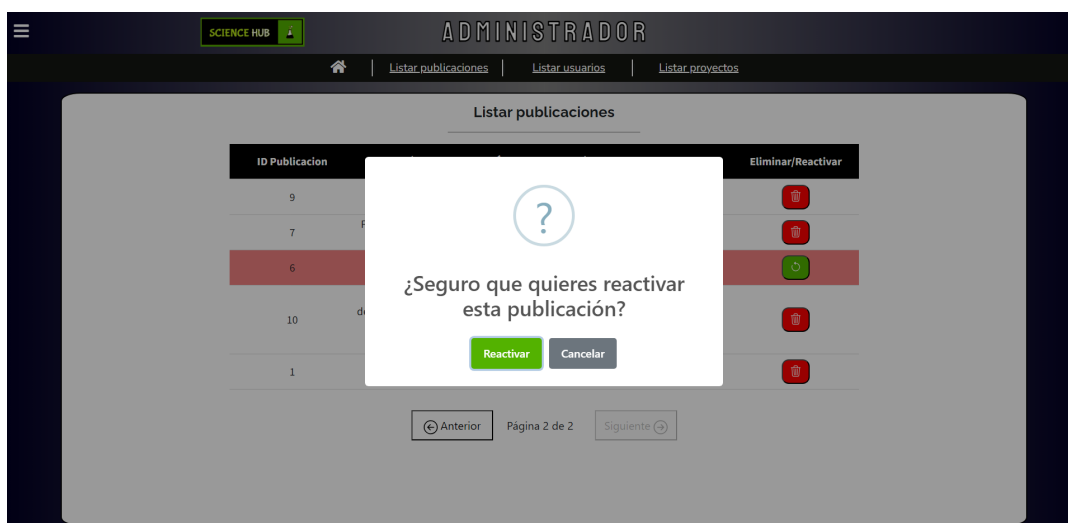 SCIENCE HUB
ADMINISTRADOR
Listar publicaciones
Listar usuarios
Listar proyectos
Listar publicaciones
ID Publicacion
Eliminar/Reactivar
9
7
6
10
1
?
¿Seguro que quieres reactivar
esta publicación?
Reactivar
Cancelar
Anterior
Página 2 de 2
Siguiente